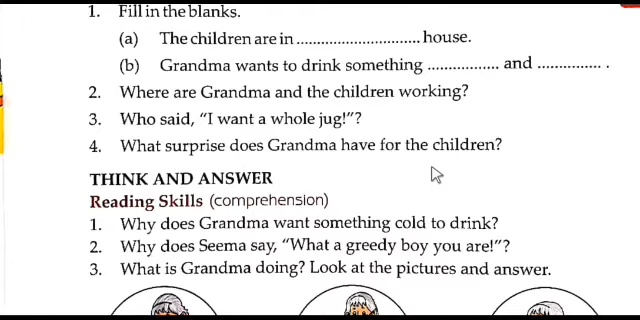 1. Fill in the blanks.
(a) The children are in ............................ house.
(b) Grandma wants to drink something ................ and .............. .
2. Where are Grandma and the children working?
3. Who said, “I want a whole jug!”?
4. What surprise does Grandma have for the children?
THINK AND ANSWER
Reading Skills (comprehension)
1. Why does Grandma want something cold to drink?
2. Why does Seema say, “What a greedy boy you are!”?
3. What is Grandma doing? Look at the pictures and answer.